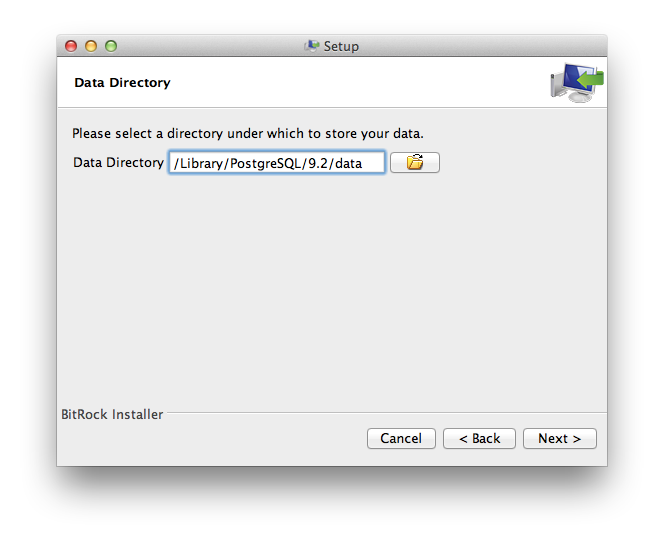 Setup
Data Directory
Please select a directory under which to store your data.
Data Directory /Library/PostgreSQL/9.2/data
BitRock Installer
Cancel < Back Next >